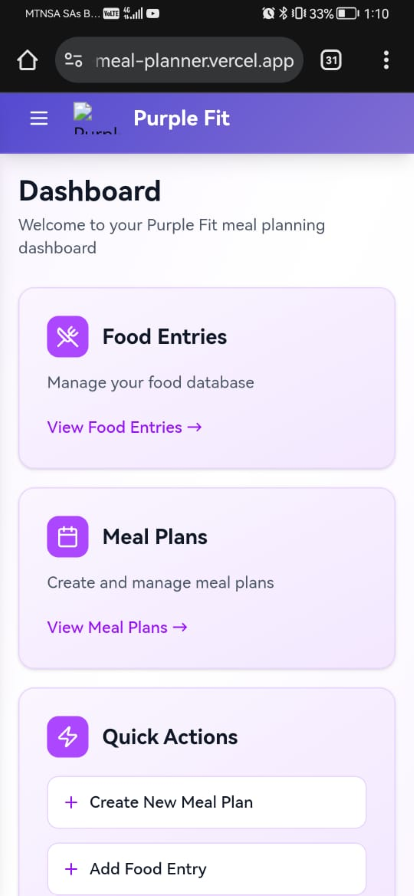 MTNSA SAs B... VoLTE 4G 33% 1:10
meal-planner.vercel.app 31
Purpl Purple Fit
Dashboard
Welcome to your Purple Fit meal planning
dashboard
Food Entries
Manage your food database
View Food Entries →
Meal Plans
Create and manage meal plans
View Meal Plans →
Quick Actions
+ Create New Meal Plan
+ Add Food Entry